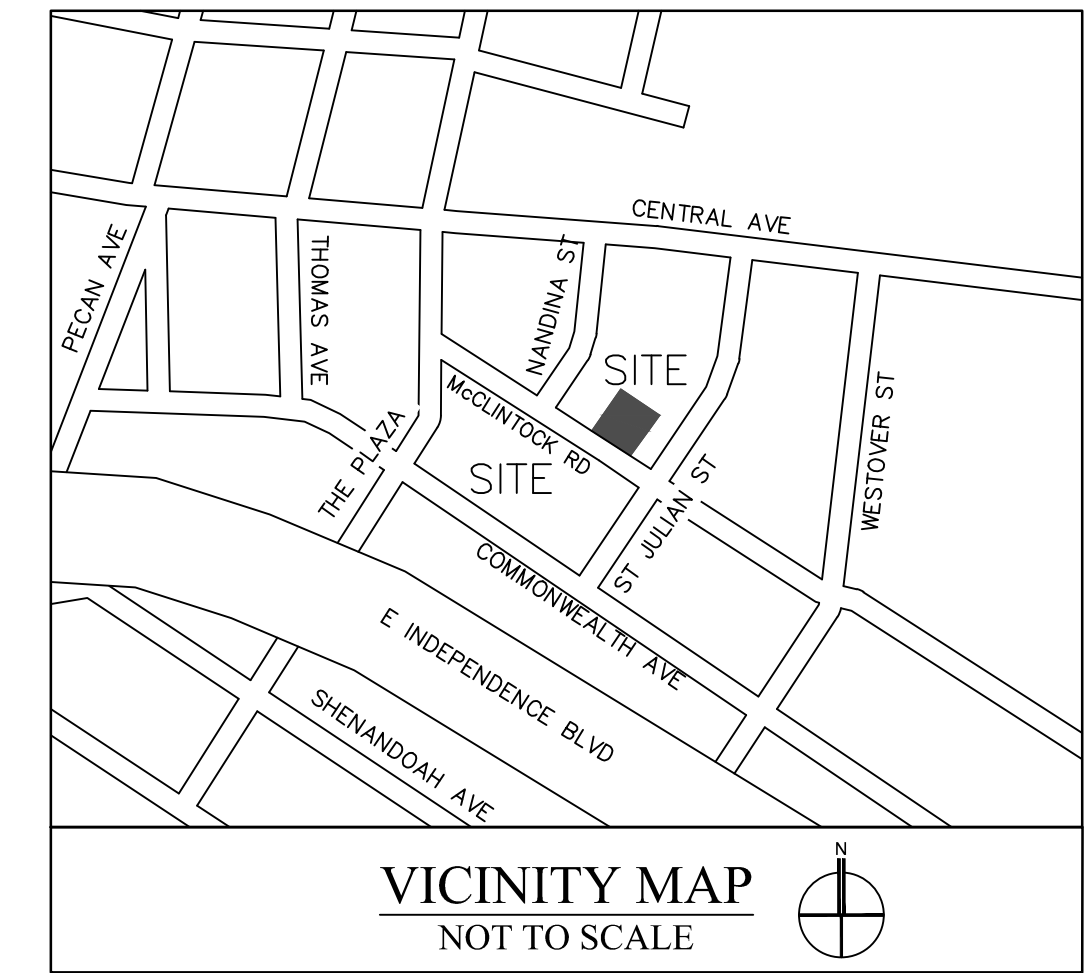 CENTRAL AVE
PECAN AVE
THOMAS AVE
NANDINA ST
SITE
McCLINTOCK RD
WESTOVER ST
THE PLAZA
SITE
ST JULIAN ST
COMMONWEALTH AVE
E INDEPENDENCE BLVD
SHENANDOAH AVE
VICINITY MAP
NOT TO SCALE
N